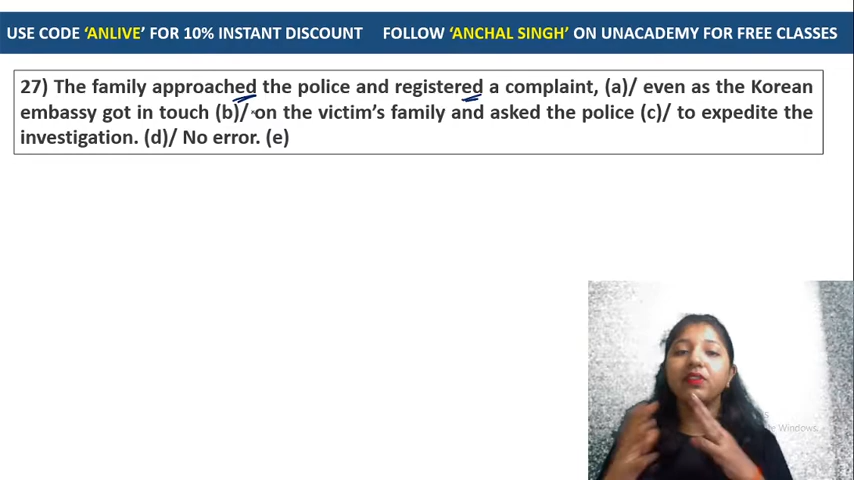 USE CODE ‘ANLIVE’ FOR 10% INSTANT DISCOUNT FOLLOW ‘ANCHAL SINGH’ ON UNACADEMY FOR FREE CLASSES
27) The family approached the police and registered a complaint, (a)/ even as the Korean
embassy got in touch (b)/ on the victim’s family and asked the police (c)/ to expedite the
investigation. (d)/ No error. (e)
Windows.